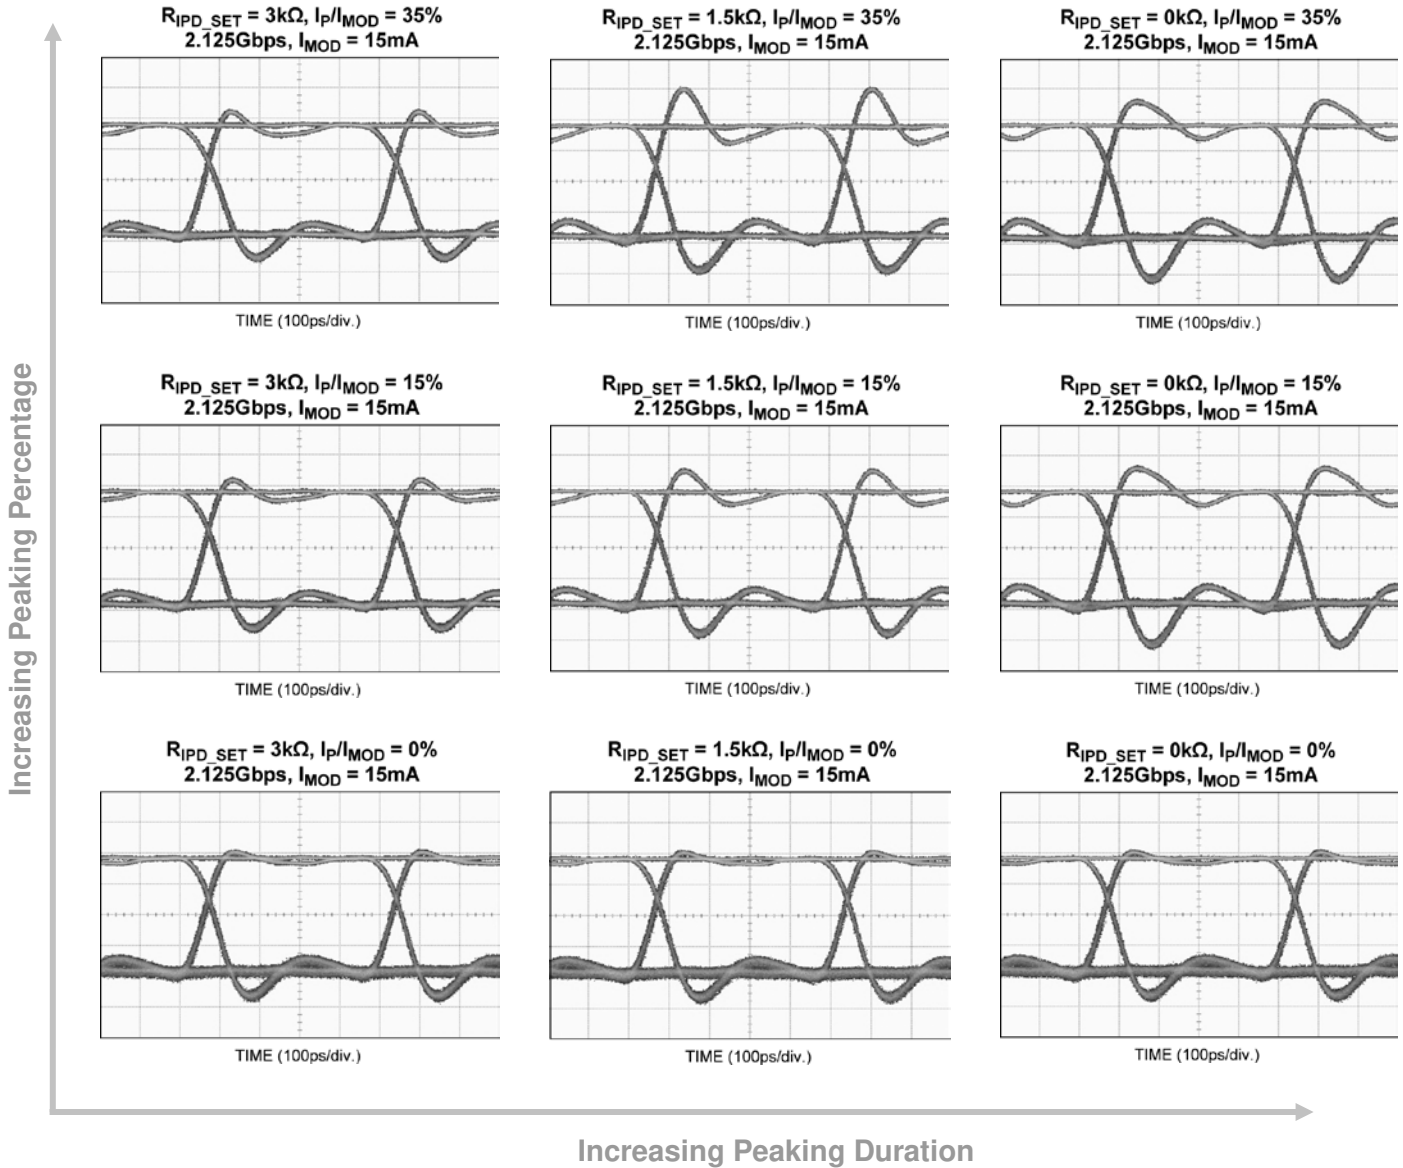 R_IPD_SET = 3kΩ, I_P/I_MOD = 35%
2.125Gbps, I_MOD = 15mA
TIME (100ps/div.)
R_IPD_SET = 1.5kΩ, I_P/I_MOD = 35%
2.125Gbps, I_MOD = 15mA
TIME (100ps/div.)
R_IPD_SET = 0kΩ, I_P/I_MOD = 35%
2.125Gbps, I_MOD = 15mA
TIME (100ps/div.)
R_IPD_SET = 3kΩ, I_P/I_MOD = 15%
2.125Gbps, I_MOD = 15mA
TIME (100ps/div.)
R_IPD_SET = 1.5kΩ, I_P/I_MOD = 15%
2.125Gbps, I_MOD = 15mA
TIME (100ps/div.)
R_IPD_SET = 0kΩ, I_P/I_MOD = 15%
2.125Gbps, I_MOD = 15mA
TIME (100ps/div.)
R_IPD_SET = 3kΩ, I_P/I_MOD = 0%
2.125Gbps, I_MOD = 15mA
TIME (100ps/div.)
R_IPD_SET = 1.5kΩ, I_P/I_MOD = 0%
2.125Gbps, I_MOD = 15mA
TIME (100ps/div.)
R_IPD_SET = 0kΩ, I_P/I_MOD = 0%
2.125Gbps, I_MOD = 15mA
TIME (100ps/div.)
Increasing Peaking Percentage
Increasing Peaking Duration